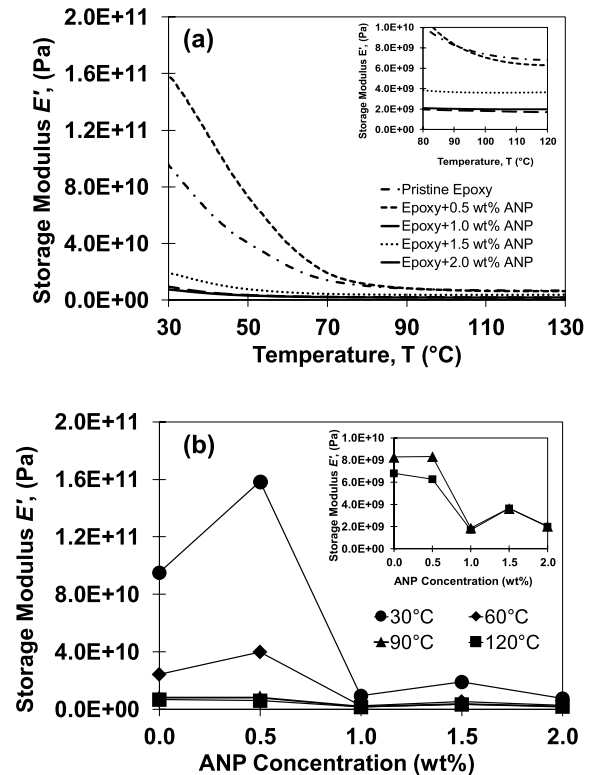 (a)
Storage Modulus E′, (Pa)
2.0E+11
1.6E+11
1.2E+11
8.0E+10
4.0E+10
0.0E+00
30 50 70 90 110 130
Temperature, T (°C)
Storage Modulus E′, (Pa)
1.0E+10
8.0E+09
6.0E+09
4.0E+09
2.0E+09
0.0E+00
80 90 100 110 120
Temperature, T (°C)
Pristine Epoxy
Epoxy+0.5 wt% ANP
Epoxy+1.0 wt% ANP
Epoxy+1.5 wt% ANP
Epoxy+2.0 wt% ANP
(b)
Storage Modulus E′, (Pa)
2.0E+11
1.6E+11
1.2E+11
8.0E+10
4.0E+10
0.0E+00
0.0 0.5 1.0 1.5 2.0
ANP Concentration (wt%)
Storage Modulus E′, (Pa)
1.0E+10
8.0E+09
6.0E+09
4.0E+09
2.0E+09
0.0E+00
0.0 0.5 1.0 1.5 2.0
ANP Concentration (wt%)
30°C 60°C
90°C 120°C